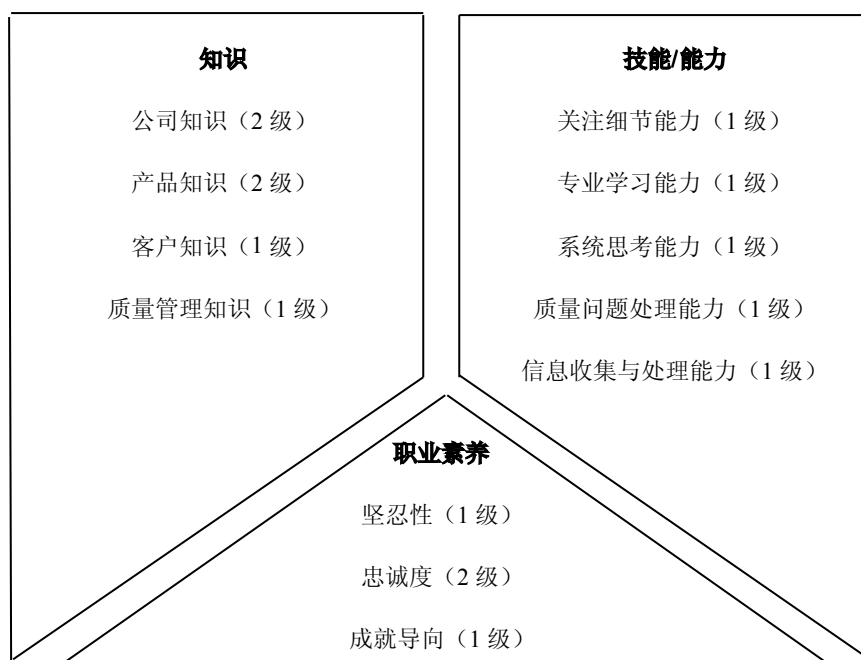 知识
公司知识（2 级）
产品知识（2 级）
客户知识（1 级）
质量管理知识（1 级）
技能/能力
关注细节能力（1 级）
专业学习能力（1 级）
系统思考能力（1 级）
质量问题处理能力（1 级）
信息收集与处理能力（1 级）
职业素养
坚忍性（1 级）
忠诚度（2 级）
成就导向（1 级）